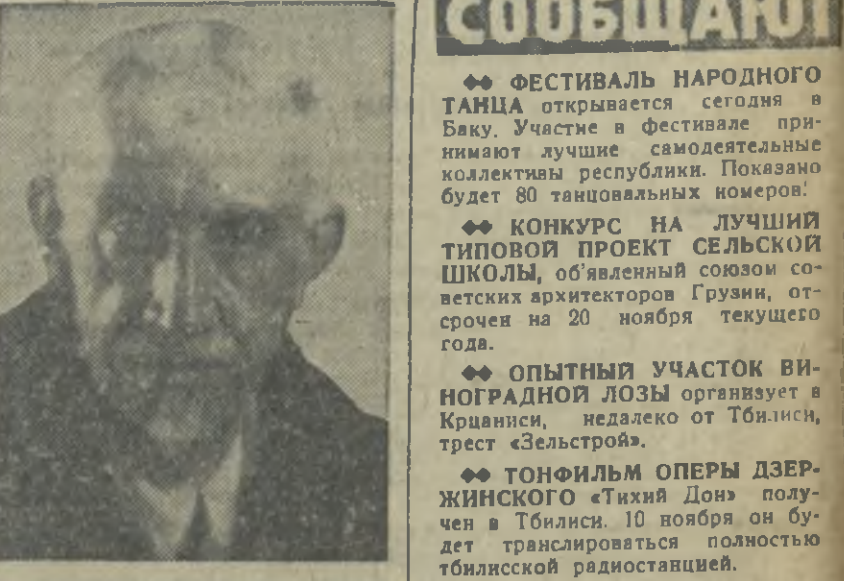 СООБЩАЮТ
◆◆ ФЕСТИВАЛЬ НАРОДНОГО
ТАНЦА открывается сегодня в
Баку. Участие в фестивале при-
нимают лучшие самодеятельные
коллективы республики. Показано
будет 80 танцовальных номеров.
◆◆ КОНКУРС НА ЛУЧШИЙ
ТИПОВОЙ ПРОЕКТ СЕЛЬСКОЙ
ШКОЛЫ, об'явленный союзом со-
ветских архитекторов Грузии, от-
срочен на 20 ноября текущего
года.
◆◆ ОПЫТНЫЙ УЧАСТОК ВИ-
НОГРАДНОЙ ЛОЗЫ организует в
Крцаниси, недалеко от Тбилиси,
трест «Зельстрой».
◆◆ ТОНФИЛЬМ ОПЕРЫ ДЗЕР-
ЖИНСКОГО «Тихий Дон» полу-
чен в Тбилиси. 10 ноября он бу-
дет транслироваться полностью
тбилисской радиостанцией.